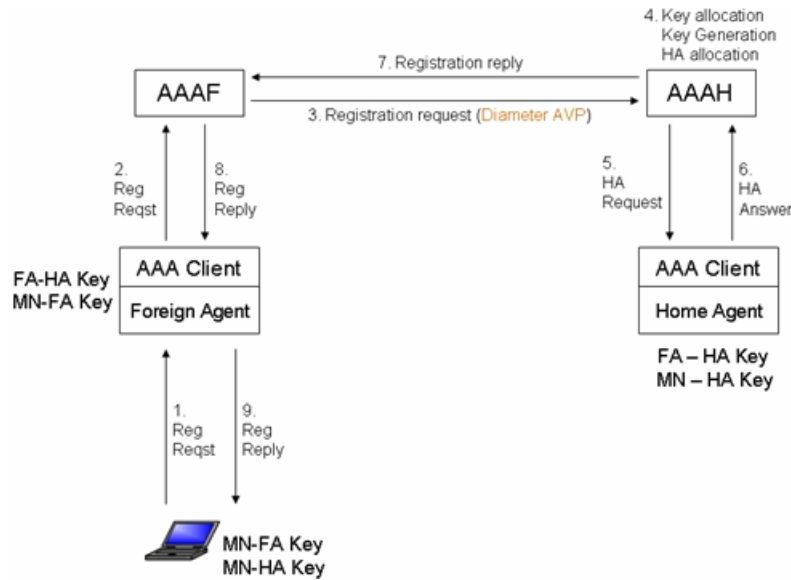 4. Key allocation
Key Generation
HA allocation
7. Registration reply
AAAF
AAAH
3. Registration request (Diameter AVP)
2.
Reg
Reqst
8.
Reg
Reply
5.
HA
Request
6.
HA
Answer
FA-HA Key
MN-FA Key
AAA Client
Foreign Agent
AAA Client
Home Agent
FA – HA Key
MN – HA Key
1.
Reg
Reqst
9.
Reg
Reply
MN-FA Key
MN-HA Key